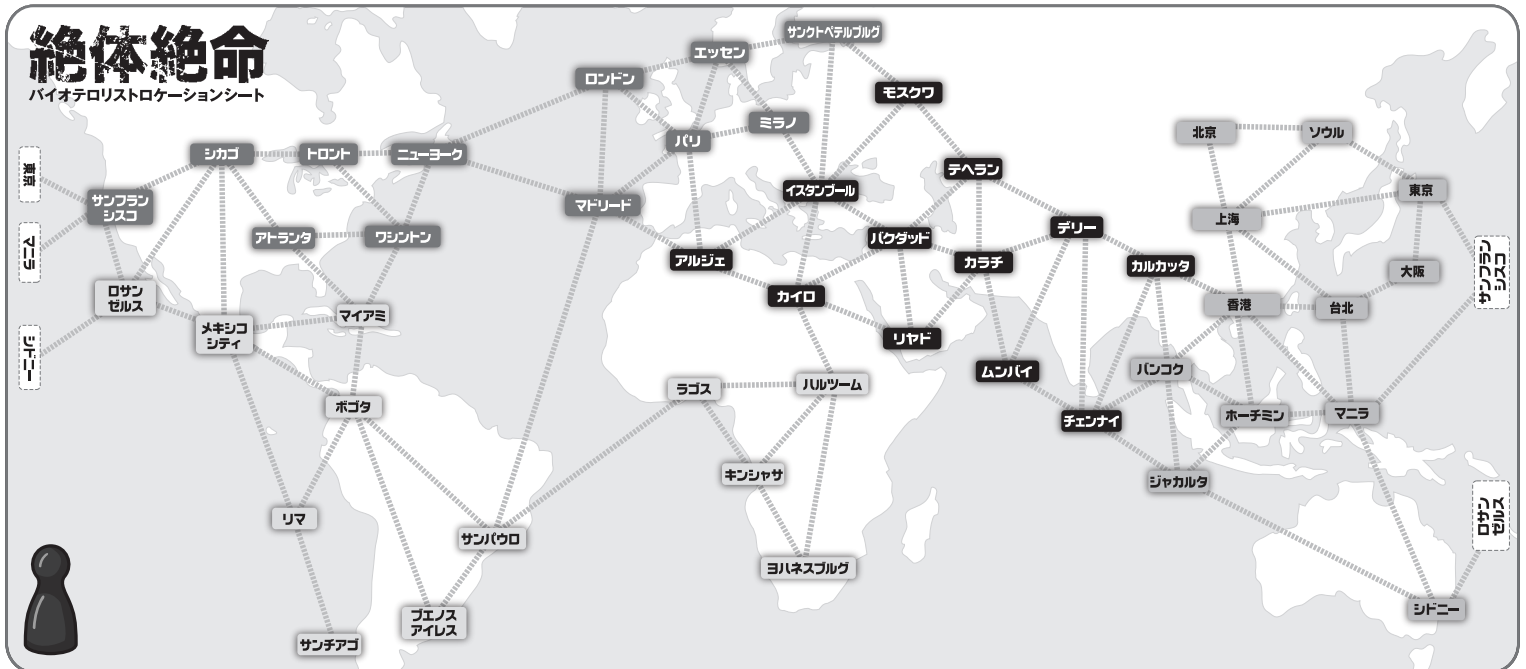 絶体絶命
バイオテロリストロケーションシート
サンクトペテルブルグ
エッセン
ロンドン
モスクワ
ミラノ
パリ
北京
ソウル
シカゴ
トロント
ニューヨーク
東京
テヘラン
イスタンブール
東京
サンフラン
シスコ
マドリード
上海
アトランタ
ワシントン
バクダッド
デリー
マニラ
アルジェ
カラチ
カルカッタ
大阪
サンフラン
シスコ
ロサン
ゼルス
カイロ
香港
台北
マイアミ
メキシコ
シティ
リヤド
シドニー
ムンバイ
バンコク
ラゴス
ハルツーム
ボゴタ
チェンナイ
ホーチミン
マニラ
キンシャサ
ジャカルタ
リマ
ロサン
ゼルス
サンパウロ
ヨハネスブルグ
ブエノス
アイレス
シドニー
サンチアゴ